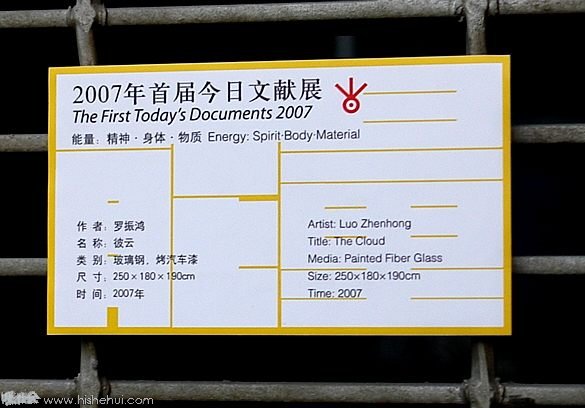 2007年首届今日文献展
The First Today's Documents 2007
能量：精神·身体·物质 Energy: Spirit·Body·Material
作 者：罗振鸿
名 称：彼云
类 别：玻璃钢，烤汽车漆
尺 寸：250×180×190cm
时 间：2007年
Artist: Luo Zhenhong
Title: The Cloud
Media: Painted Fiber Glass
Size: 250×180×190cm
Time: 2007
www.hishehui.com